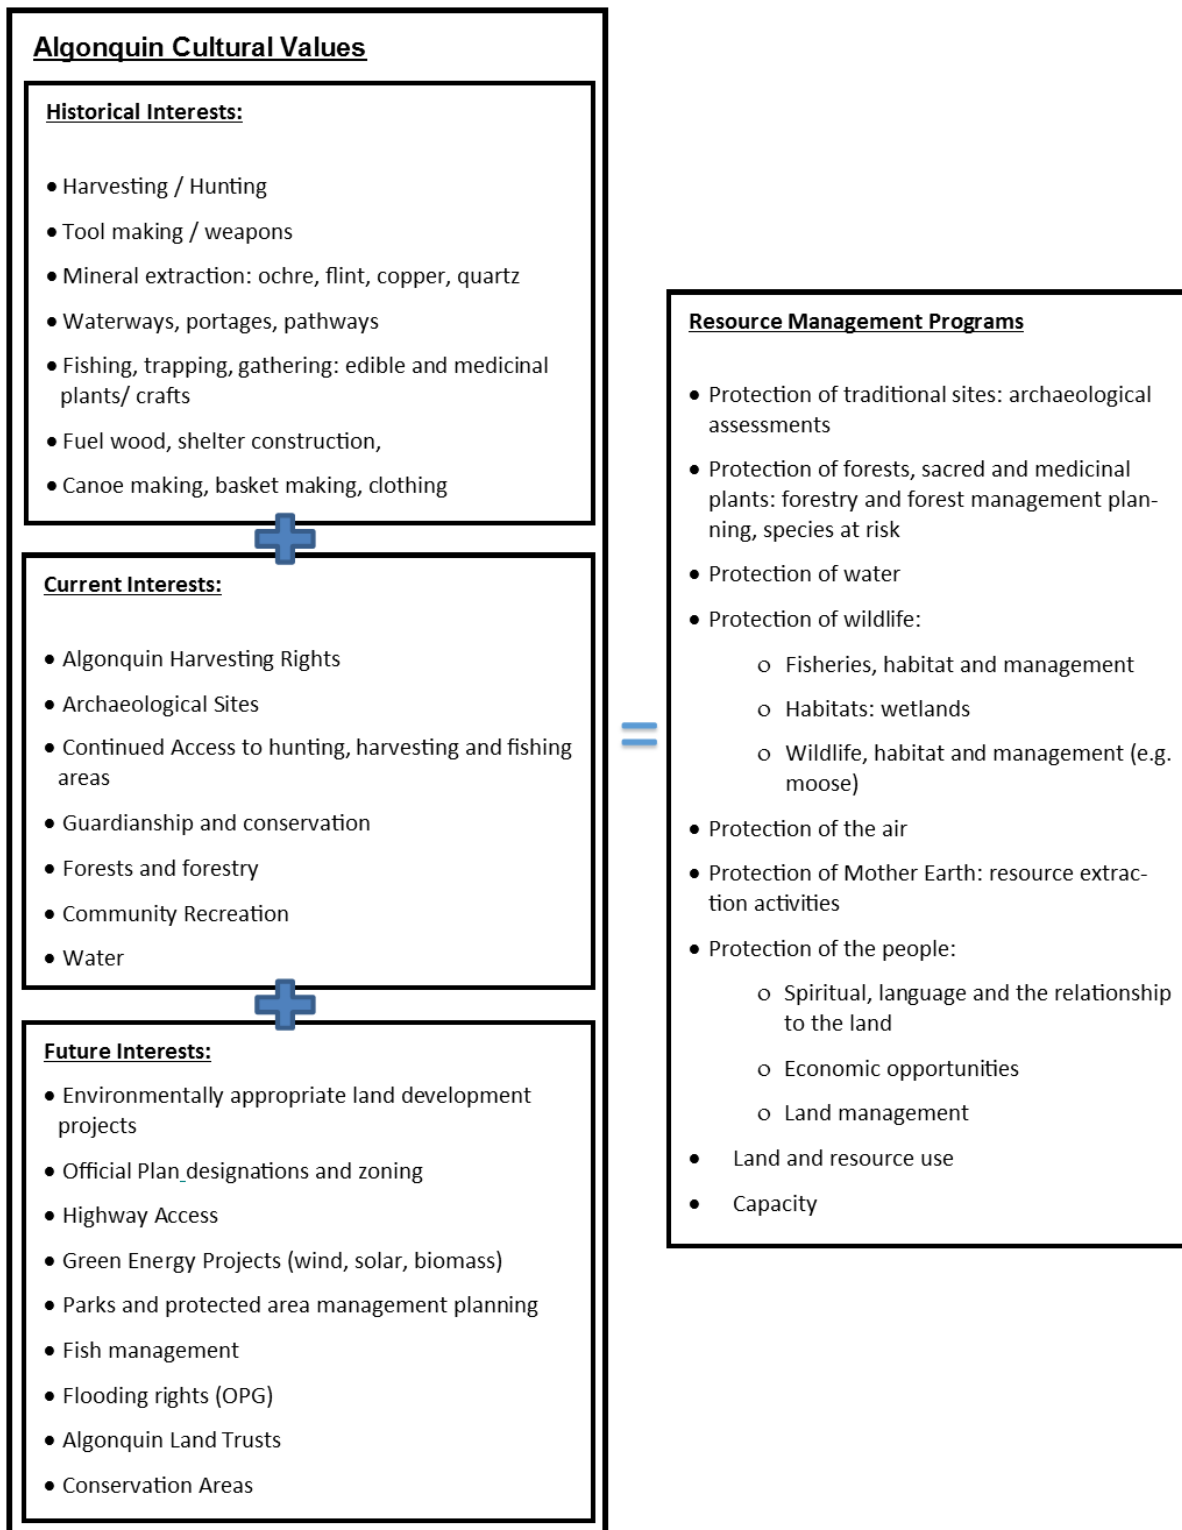 Algonquin Cultural Values
Historical Interests:
• Harvesting / Hunting
• Tool making / weapons
• Mineral extraction: ochre, flint, copper, quartz
• Waterways, portages, pathways
• Fishing, trapping, gathering: edible and medicinal
plants/ crafts
• Fuel wood, shelter construction,
• Canoe making, basket making, clothing
Current Interests:
• Algonquin Harvesting Rights
• Archaeological Sites
• Continued Access to hunting, harvesting and fishing
areas
• Guardianship and conservation
• Forests and forestry
• Community Recreation
• Water
Future Interests:
• Environmentally appropriate land development
projects
• Official Plan designations and zoning
• Highway Access
• Green Energy Projects (wind, solar, biomass)
• Parks and protected area management planning
• Fish management
• Flooding rights (OPG)
• Algonquin Land Trusts
• Conservation Areas
=
Resource Management Programs
• Protection of traditional sites: archaeological
assessments
• Protection of forests, sacred and medicinal
plants: forestry and forest management plan-
ning, species at risk
• Protection of water
• Protection of wildlife:
o Fisheries, habitat and management
o Habitats: wetlands
o Wildlife, habitat and management (e.g.
moose)
• Protection of the air
• Protection of Mother Earth: resource extrac-
tion activities
• Protection of the people:
o Spiritual, language and the relationship
to the land
o Economic opportunities
o Land management
• Land and resource use
• Capacity